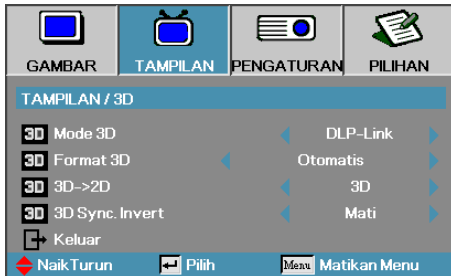 GAMBAR TAMPILAN PENGATURAN PILIHAN
TAMPILAN / 3D
3D Mode 3D DLP-Link
3D Format 3D Otomatis
3D 3D->2D 3D
3D 3D Sync. Invert Mati
Keluar
NaikTurun Pilih Menu Matikan Menu